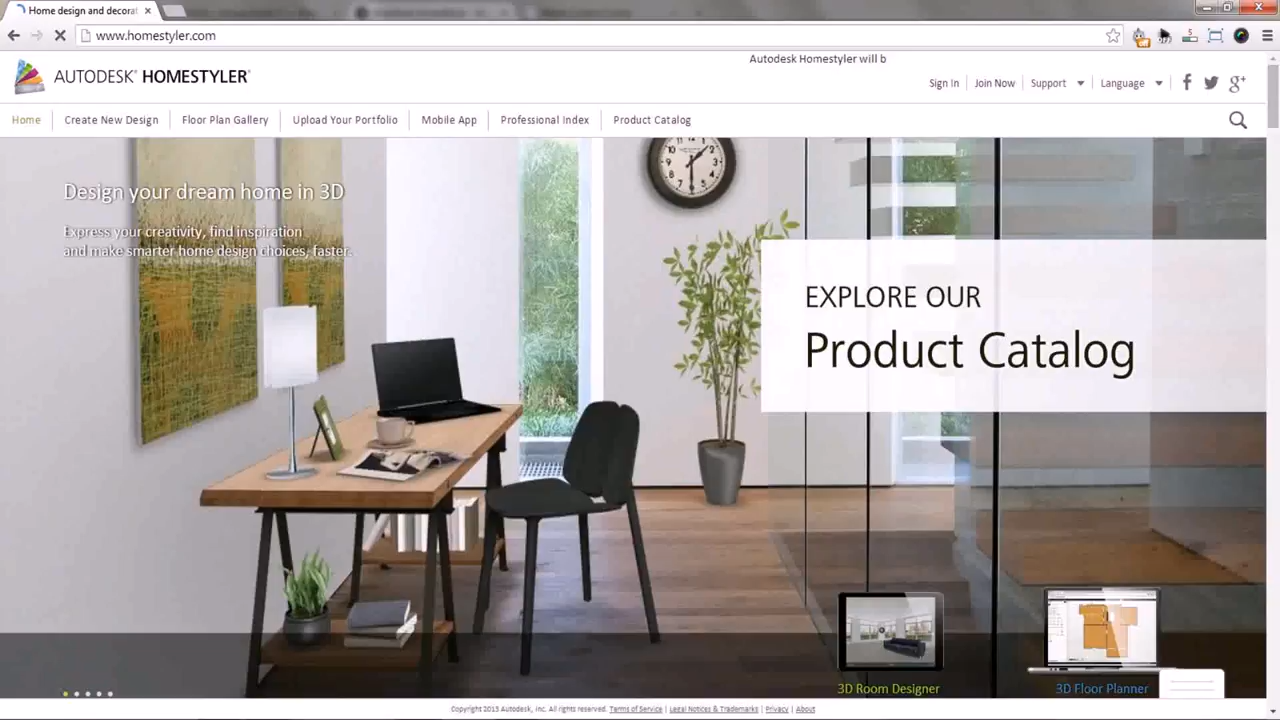 Home design and decorat
www.homestyler.com
Autodesk Homestyler will b
AUTODESK® HOMESTYLER®
Sign In Join Now Support Language
Home Create New Design Floor Plan Gallery Upload Your Portfolio Mobile App Professional Index Product Catalog
Design your dream home in 3D
Express your creativity, find inspiration
and make smarter home design choices, faster.
EXPLORE OUR
Product Catalog
3D Room Designer 3D Floor Planner
Copyright 2013 Autodesk, Inc. All rights reserved. Terms of Service | Legal Notices & Trademarks | Privacy | About